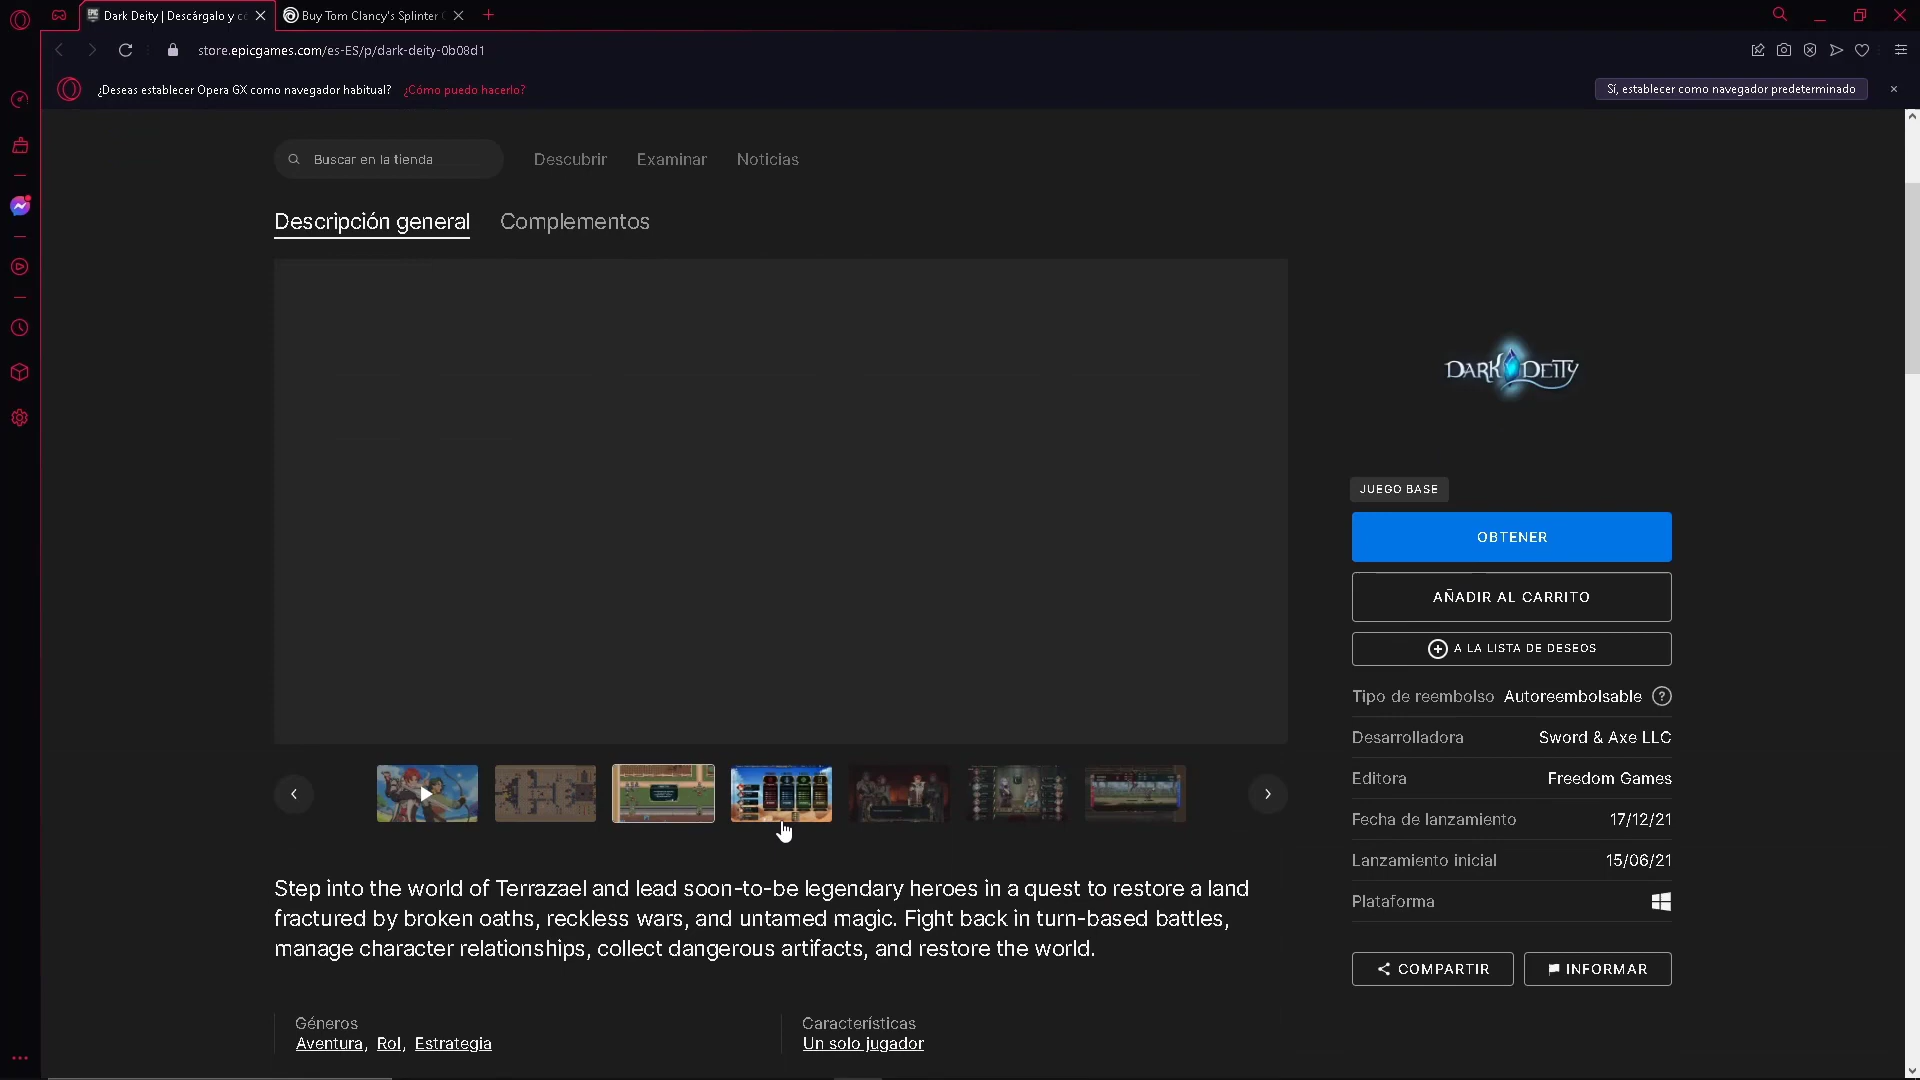 Dark Deity | Descárgalo y có
Buy Tom Clancy's Splinter
store.epicgames.com/es-ES/p/dark-deity-0b08d1
¿Deseas establecer Opera GX como navegador habitual? ¿Cómo puedo hacerlo?
Sí, establecer como navegador predeterminado
Buscar en la tienda
Descubrir
Examinar
Noticias
Descripción general
Complementos
DARK DEITY
JUEGO BASE
OBTENER
AÑADIR AL CARRITO
A LA LISTA DE DESEOS
Tipo de reembolso Autoreembolsable
Desarrolladora Sword & Axe LLC
Editora Freedom Games
Fecha de lanzamiento 17/12/21
Lanzamiento inicial 15/06/21
Plataforma
COMPARTIR
INFORMAR
Step into the world of Terrazael and lead soon-to-be legendary heroes in a quest to restore a land
fractured by broken oaths, reckless wars, and untamed magic. Fight back in turn-based battles,
manage character relationships, collect dangerous artifacts, and restore the world.
Géneros
Aventura, Rol, Estrategia
Características
Un solo jugador